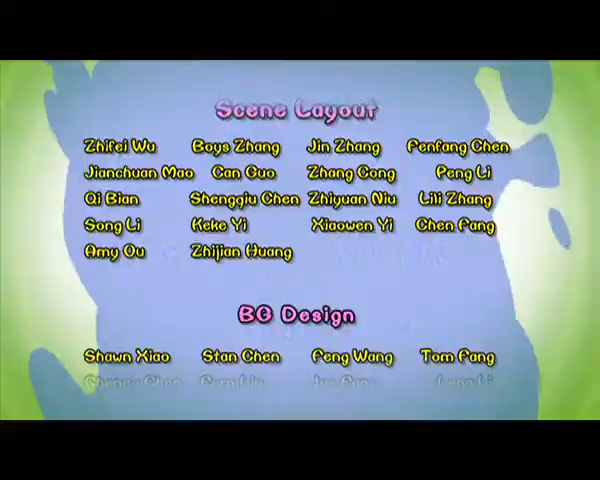 Scene Layout
Zhifei Wu Boys Zhang Jin Zhang Fenfang Chen
Jianchuan Mao Can Guo Zhang Cong Peng Li
Qi Bian Shengqiu Chen Zhiyuan Niu Lili Zhang
Song Li Keke Yi Xiaowen Yi Chen Fang
Amy Ou Zhijian Huang
BG Design
Shawn Xiao Stan Chen Feng Wang Tom Fang